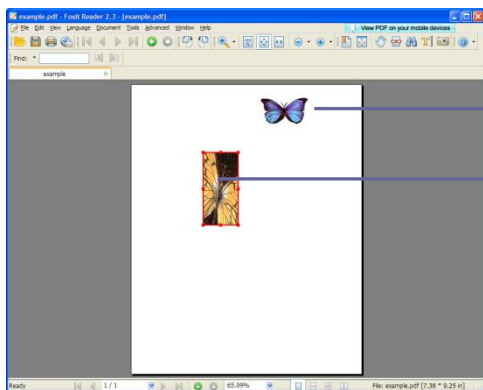 example.pdf - Foxit Reader 2.3 - [example.pdf]
File Edit View Language Document Tools Advanced Window Help
View PDF on your mobile devices
Find:
example
Ready
1 / 1
65.09%
File: example.pdf [7.38 * 9.25 in]